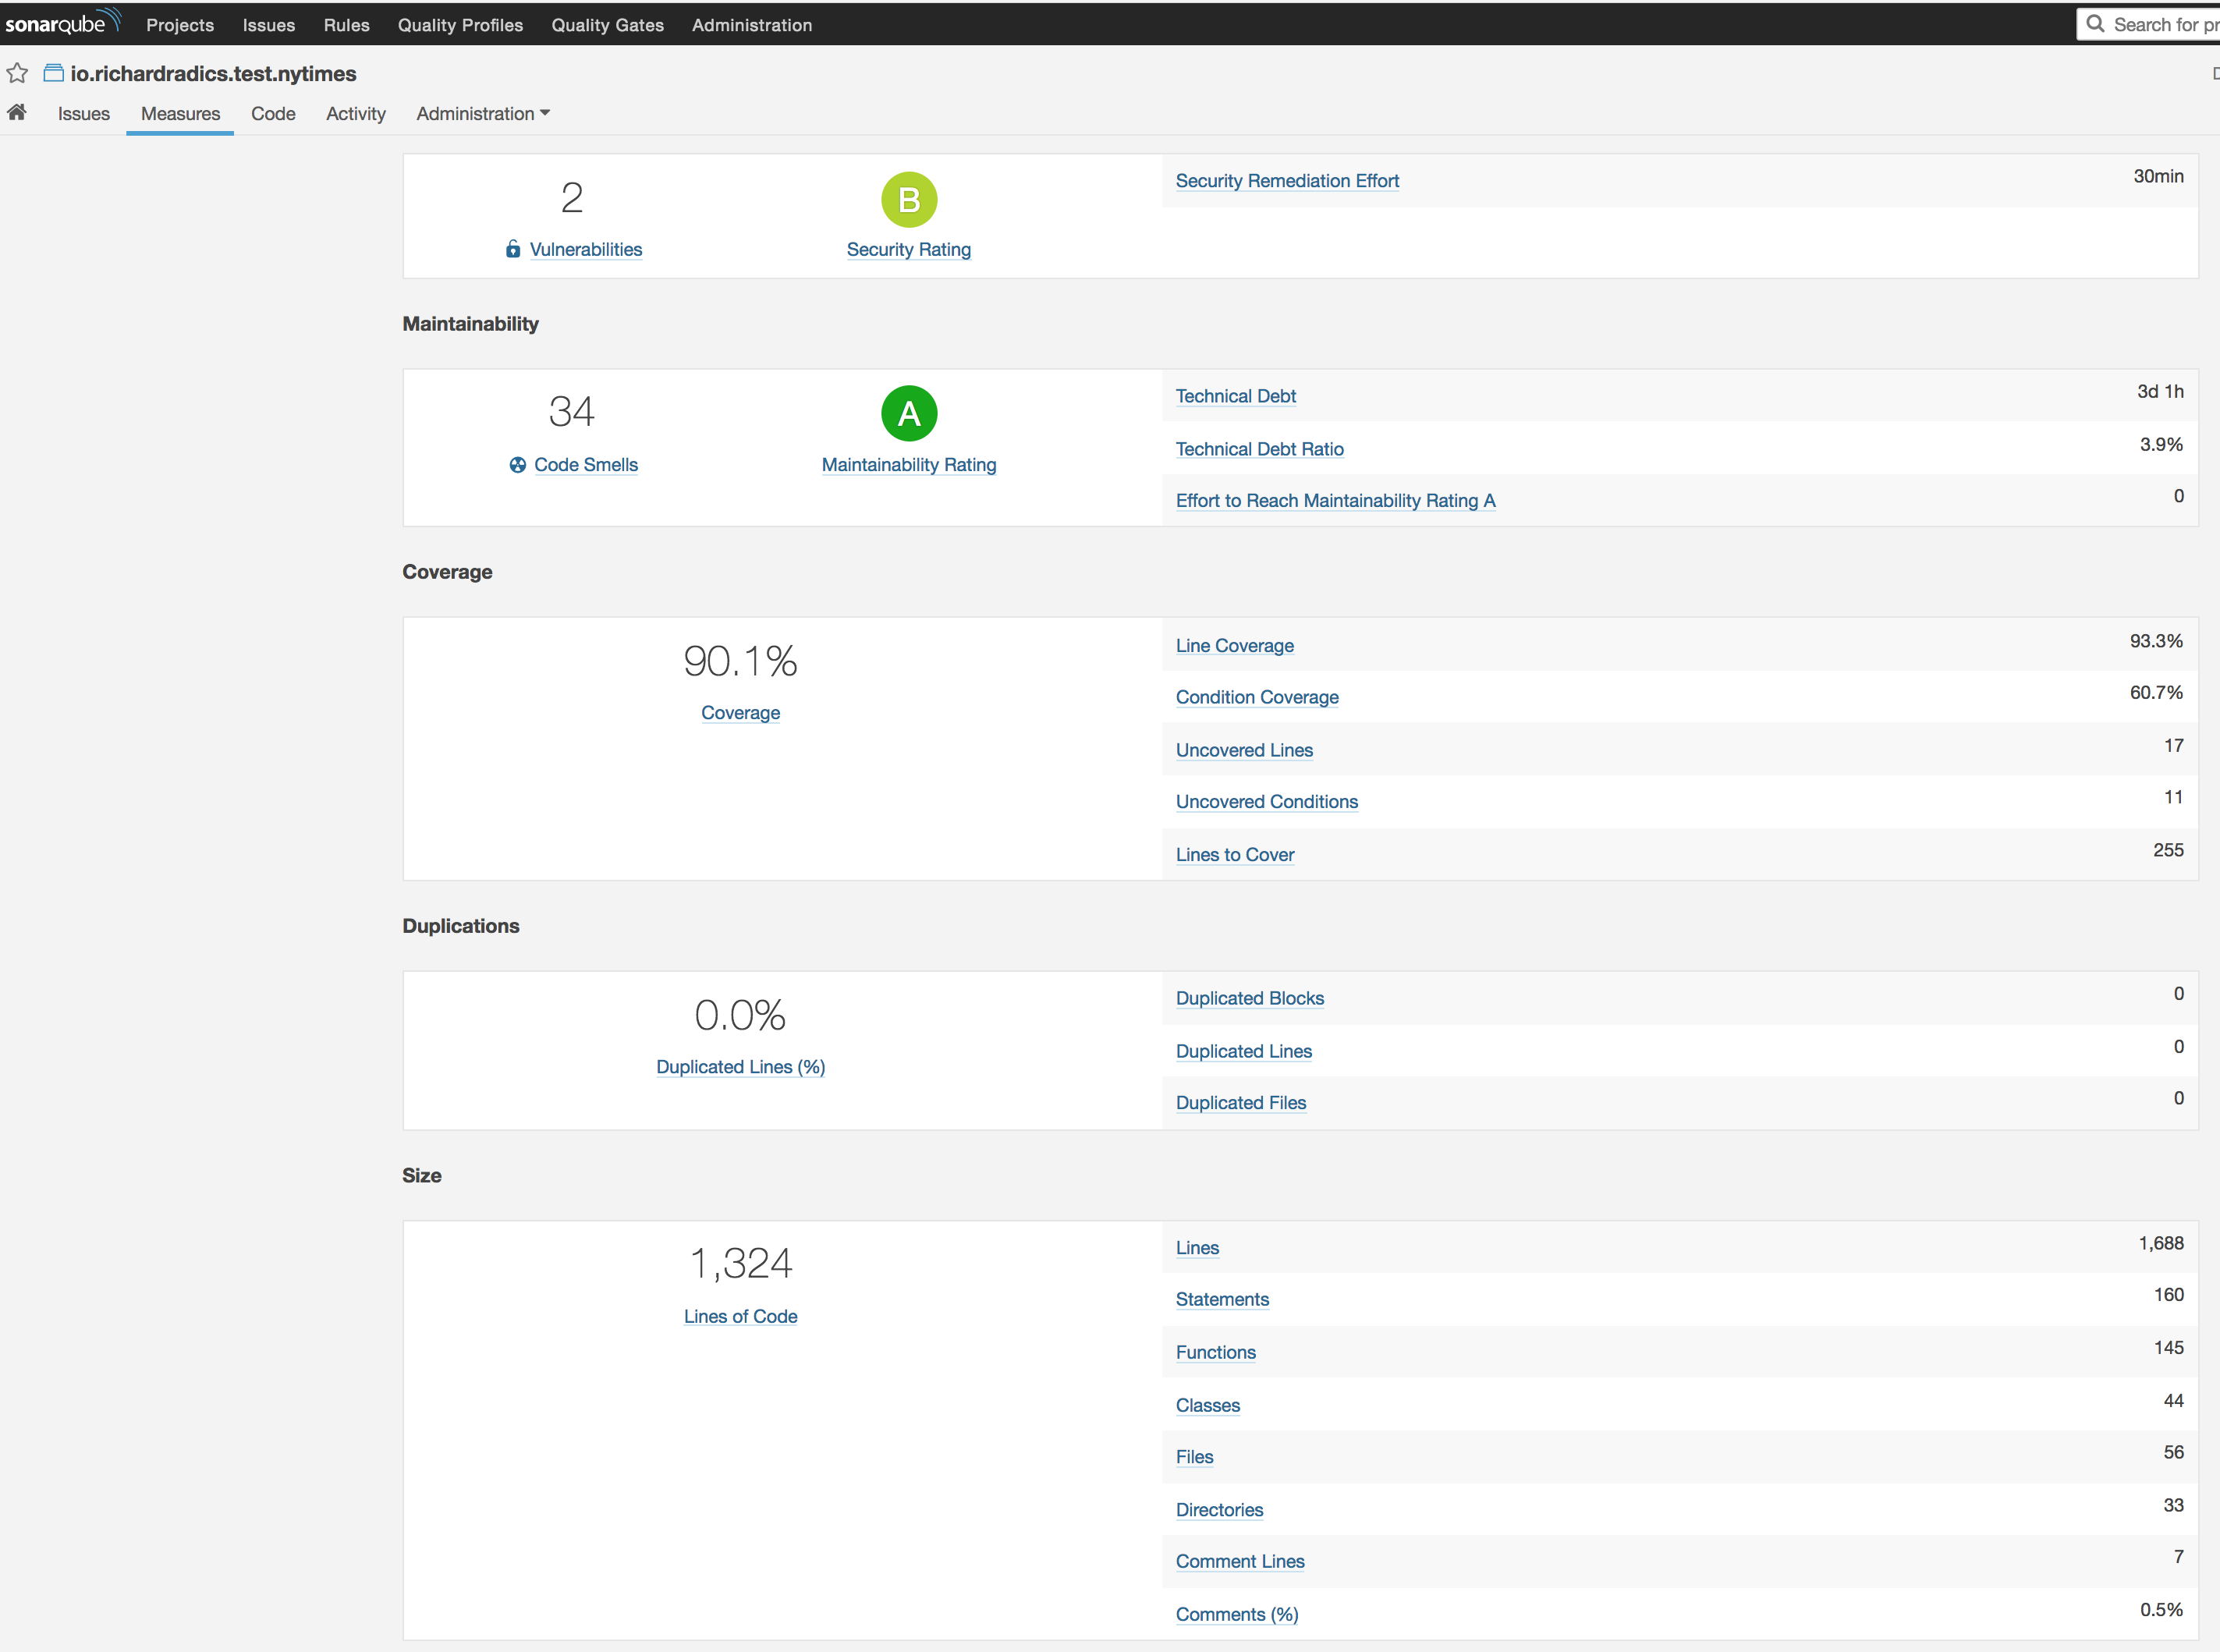 sonarqube Projects Issues Rules Quality Profiles Quality Gates Administration Search for pr
io.richardradics.test.nytimes
Issues Measures Code Activity Administration
2 B Security Remediation Effort 30min
Vulnerabilities Security Rating
Maintainability
34 A Technical Debt 3d 1h
Code Smells Maintainability Rating Technical Debt Ratio 3.9%
Effort to Reach Maintainability Rating A 0
Coverage
90.1% Line Coverage 93.3%
Coverage Condition Coverage 60.7%
Uncovered Lines 17
Uncovered Conditions 11
Lines to Cover 255
Duplications
0.0% Duplicated Blocks 0
Duplicated Lines (%) Duplicated Lines 0
Duplicated Files 0
Size
1,324 Lines 1,688
Lines of Code Statements 160
Functions 145
Classes 44
Files 56
Directories 33
Comment Lines 7
Comments (%) 0.5%